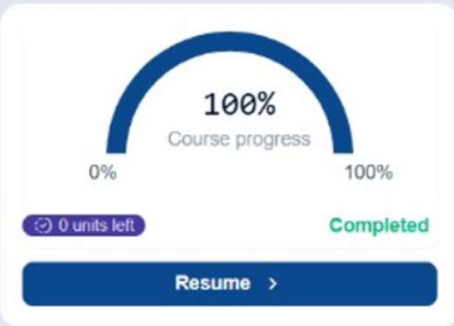 100%
Course progress
0% 100%
0 units left Completed
Resume >